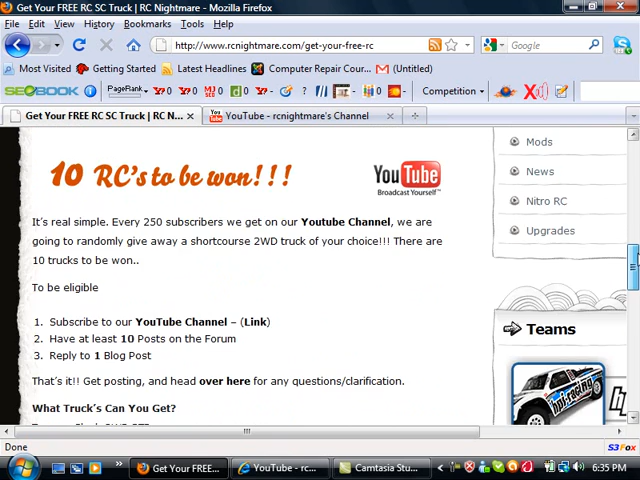 Get Your FREE RC SC Truck | RC Nightmare - Mozilla Firefox
File Edit View History Bookmarks Tools Help
http://www.rcnightmare.com/get-your-free-rc
Google
Most Visited Getting Started Latest Headlines Computer Repair Cour... (Untitled)
SEOBOOK PageRank Competition
Get Your FREE RC SC Truck | RC N... YouTube - rcnightmare's Channel
10 RC's to be won!!!
YouTube
Broadcast Yourself™
It's real simple. Every 250 subscribers we get on our Youtube Channel, we are
going to randomly give away a shortcourse 2WD truck of your choice!!! There are
10 trucks to be won..
To be eligible
1. Subscribe to our YouTube Channel – (Link)
2. Have at least 10 Posts on the Forum
3. Reply to 1 Blog Post
That's it!! Get posting, and head over here for any questions/clarification.
What Truck's Can You Get?
Mods
News
Nitro RC
Upgrades
Teams
hpi-racing
Done
S3Fox
Get Your FREE... YouTube - rc... Camtasia Stu... 6:35 PM